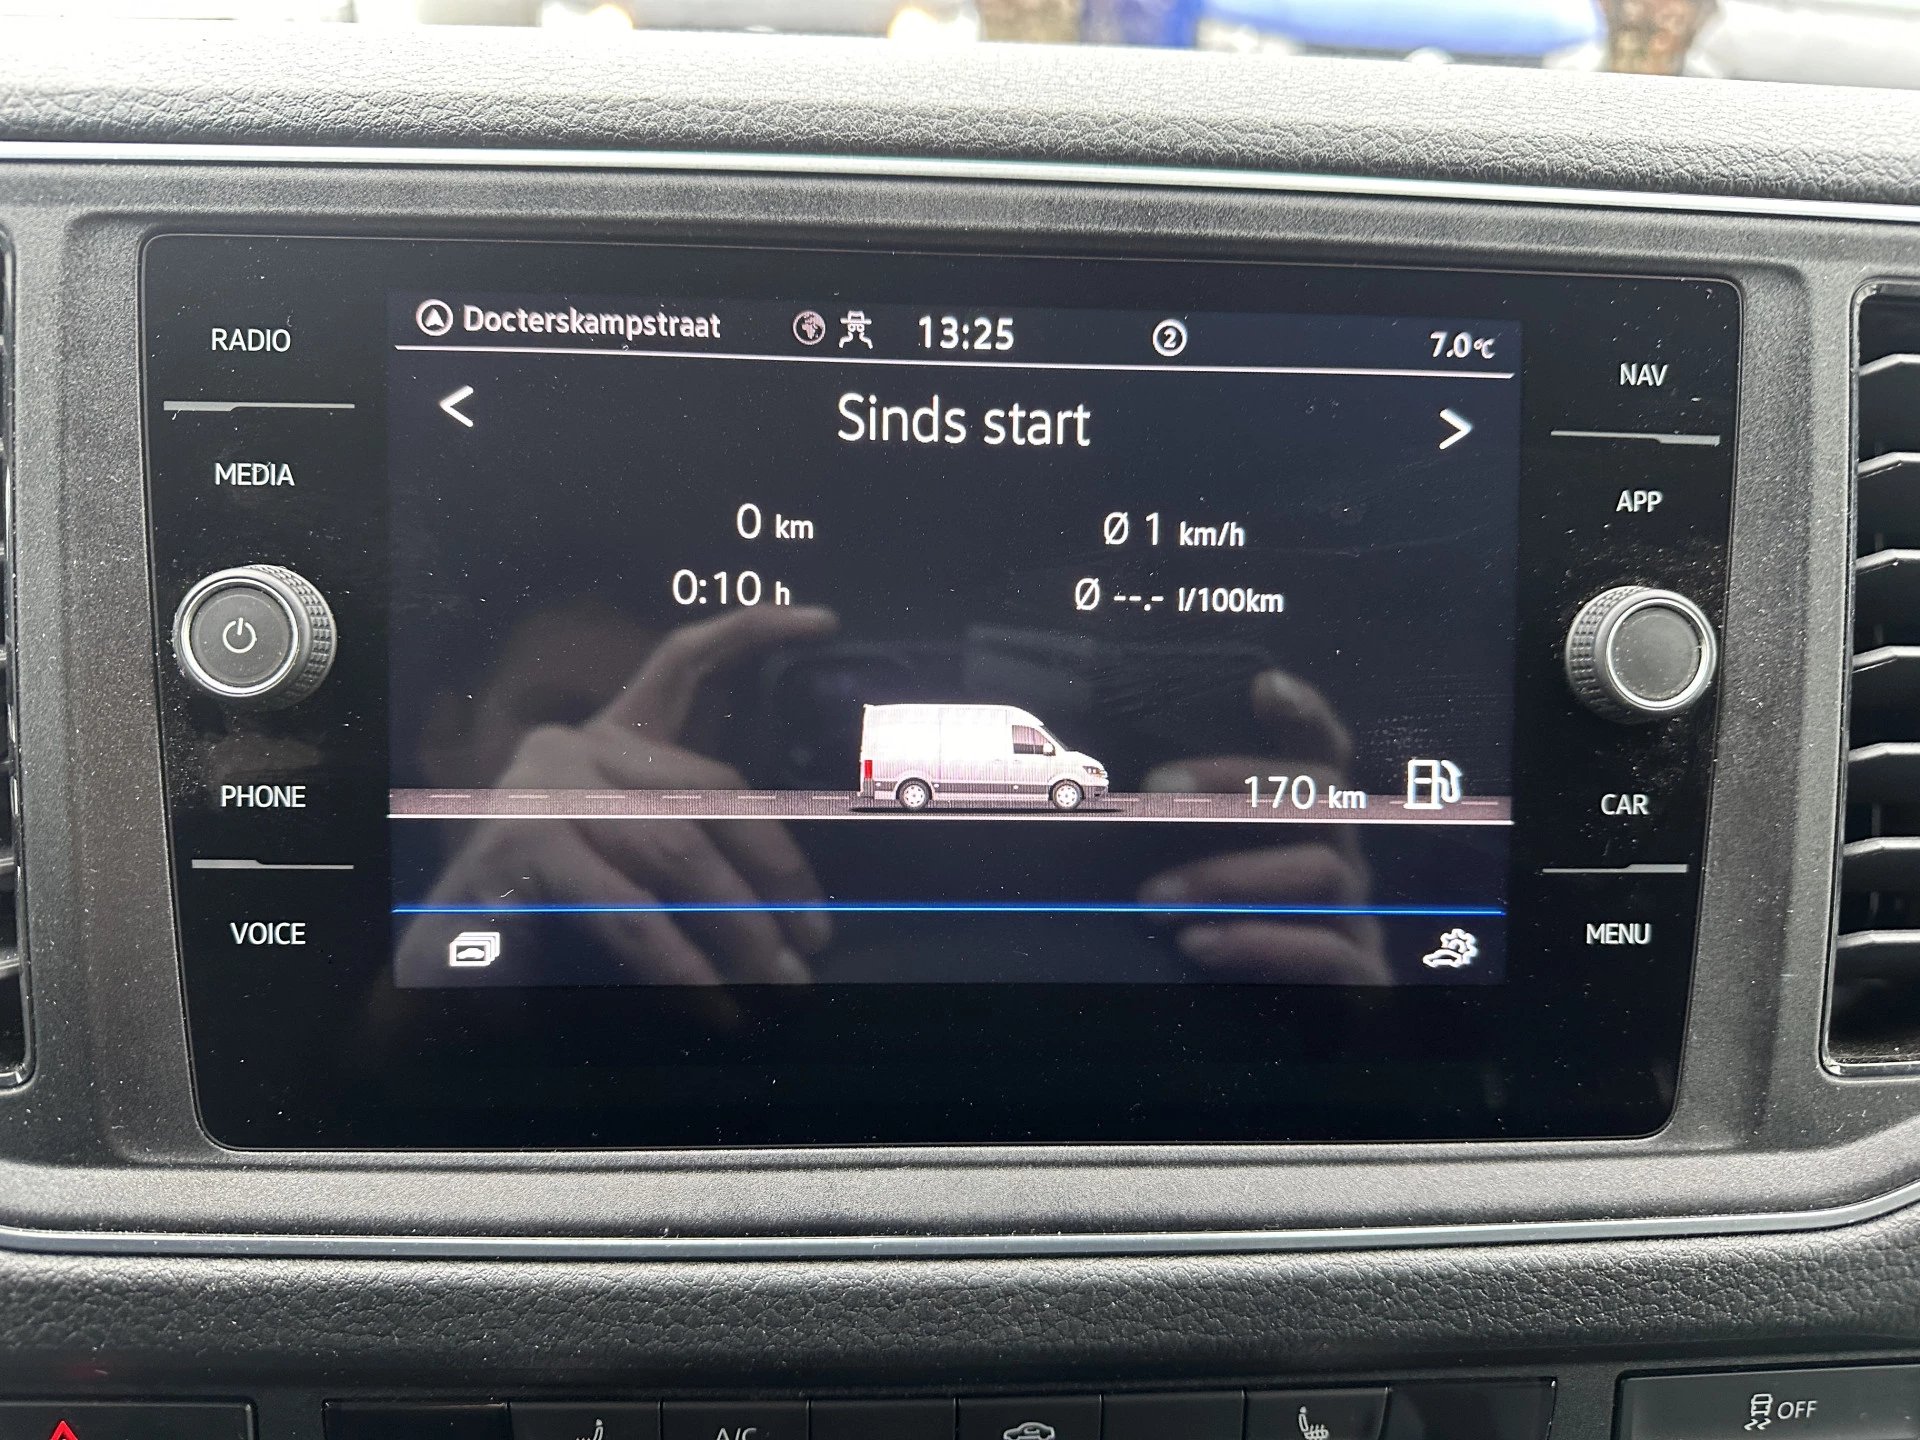 Docterskampstraat 13:25 2 7.0°C
< Sinds start >
0 km Ø 1 km/h
0:10 h Ø --.- l/100km
170 km
RADIO
MEDIA
PHONE
VOICE
NAV
APP
CAR
MENU
A/C
OFF